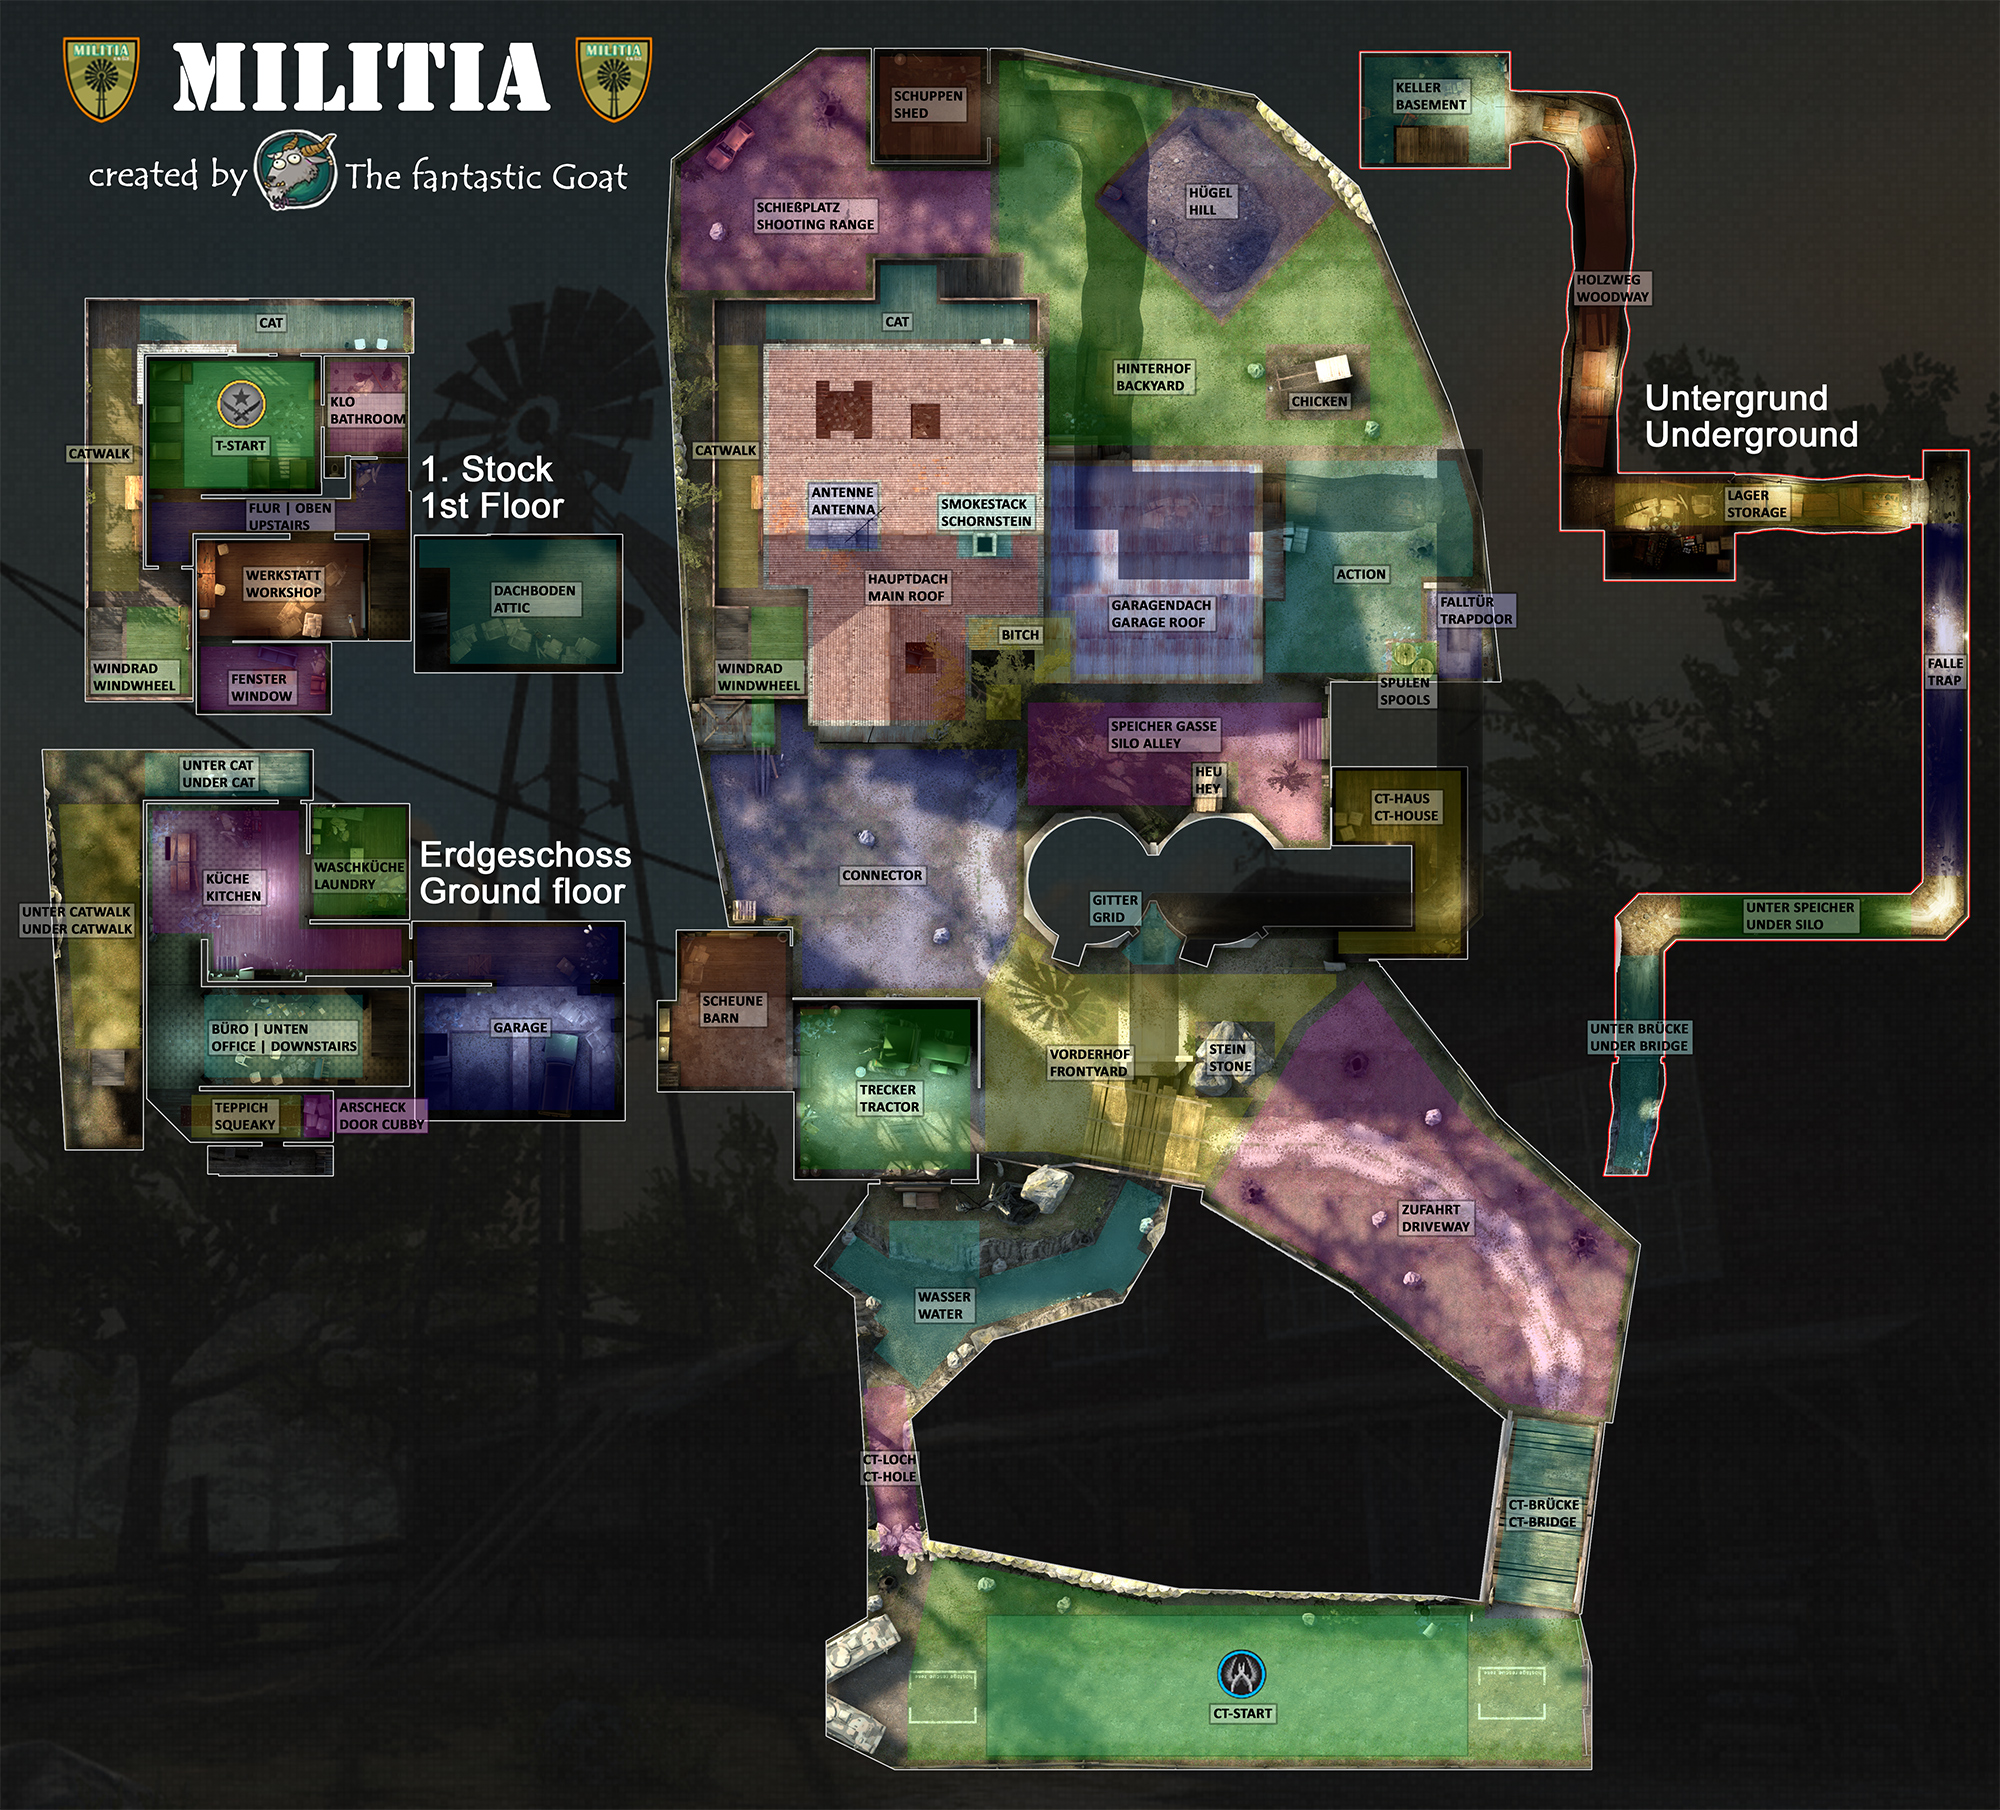 MILITIA
MILITIA
MILITIA
created by The fantastic Goat
SCHUPPEN
SHED
SCHIEßPLATZ
SHOOTING RANGE
HÜGEL
HILL
CAT
HINTERHOF
BACKYARD
CHICKEN
CATWALK
ANTENNE
ANTENNA
SMOKESTACK
SCHORNSTEIN
HAUPTDACH
MAIN ROOF
GARAGENDACH
GARAGE ROOF
ACTION
FALLTÜR
TRAPDOOR
BITCH
WINDRAD
WINDWHEEL
SPULEN
SPOOLS
SPEICHER GASSE
SILO ALLEY
HEU
HEY
CT-HAUS
CT-HOUSE
CONNECTOR
GITTER
GRID
SCHEUNE
BARN
TRECKER
TRACTOR
VORDERHOF
FRONTYARD
STEIN
STONE
ZUFAHRT
DRIVEWAY
WASSER
WATER
CT-LOCH
CT-HOLE
CT-BRÜCKE
CT-BRIDGE
CT-START
CAT
KLO
BATHROOM
T-START
CATWALK
FLUR | OBEN
UPSTAIRS
WERKSTATT
WORKSHOP
WINDRAD
WINDWHEEL
FENSTER
WINDOW
1. Stock
1st Floor
DACHBODEN
ATTIC
UNTER CAT
UNDER CAT
KÜCHE
KITCHEN
WASCHKÜCHE
LAUNDRY
Erdgeschoss
Ground floor
UNTER CATWALK
UNDER CATWALK
BÜRO | UNTEN
OFFICE | DOWNSTAIRS
GARAGE
TEPPICH
SQUEAKY
ARSCHECK
DOOR CUBBY
KELLER
BASEMENT
HOLZWEG
WOODWAY
Untergrund
Underground
LAGER
STORAGE
FALLE
TRAP
UNTER SPEICHER
UNDER SILO
UNTER BRÜCKE
UNDER BRIDGE